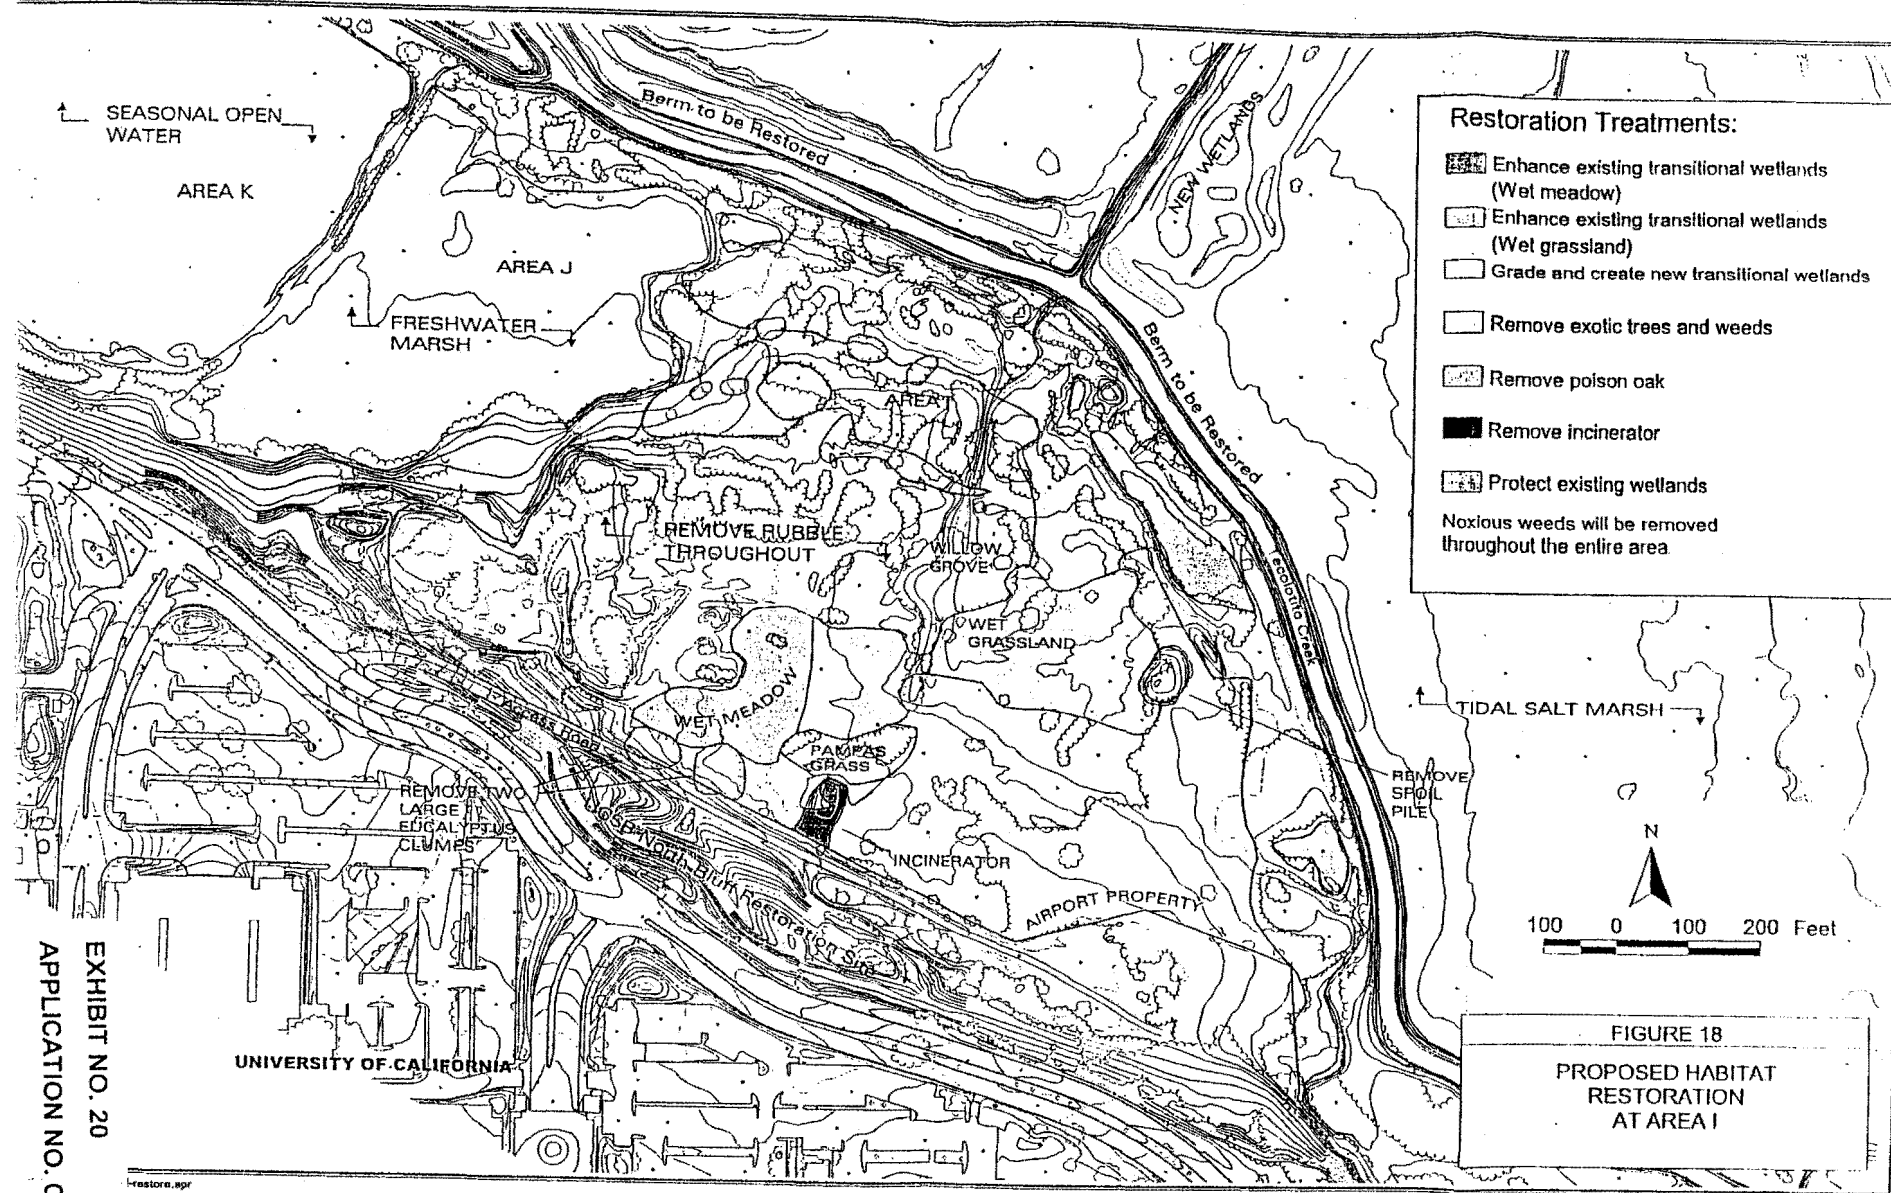 SEASONAL OPEN
WATER
AREA K
AREA J
FRESHWATER
MARSH
Berm to be Restored
NEW WETLANDS
Restoration Treatments:
Enhance existing transitional wetlands
(Wet meadow)
Enhance existing transitional wetlands
(Wet grassland)
Grade and create new transitional wetlands
Remove exotic trees and weeds
Remove poison oak
Remove incinerator
Protect existing wetlands
Noxious weeds will be removed
throughout the entire area.
Berm to be Restored
AREA I
REMOVE RUBBLE
THROUGHOUT
WILLOW
GROVE
WET
GRASSLAND
ecolotito Creek
WET MEADOW
Access Road
PAMPAS
GRASS
REMOVE TWO
LARGE
EUCALYPTUS
CLUMPS
North Bluff Restoration Site
INCINERATOR
AIRPORT PROPERTY
REMOVE
SPOIL
PILE
TIDAL SALT MARSH
N
100 0 100 200 Feet
UNIVERSITY OF CALIFORNIA
FIGURE 18
PROPOSED HABITAT
RESTORATION
AT AREA I
EXHIBIT NO. 20
APPLICATION NO.
I-restore.apr